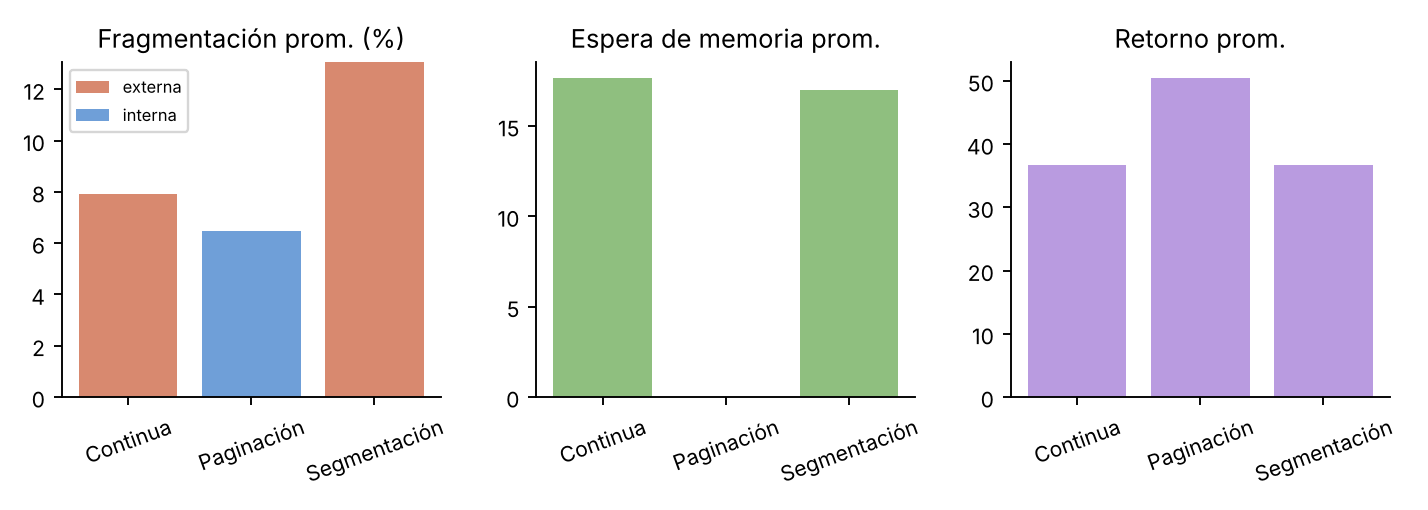 Fragmentación prom. (%)
externa
interna
12
10
8
6
4
2
0
Continua
Paginación
Segmentación
Espera de memoria prom.
15
10
5
0
Continua
Paginación
Segmentación
Retorno prom.
50
40
30
20
10
0
Continua
Paginación
Segmentación